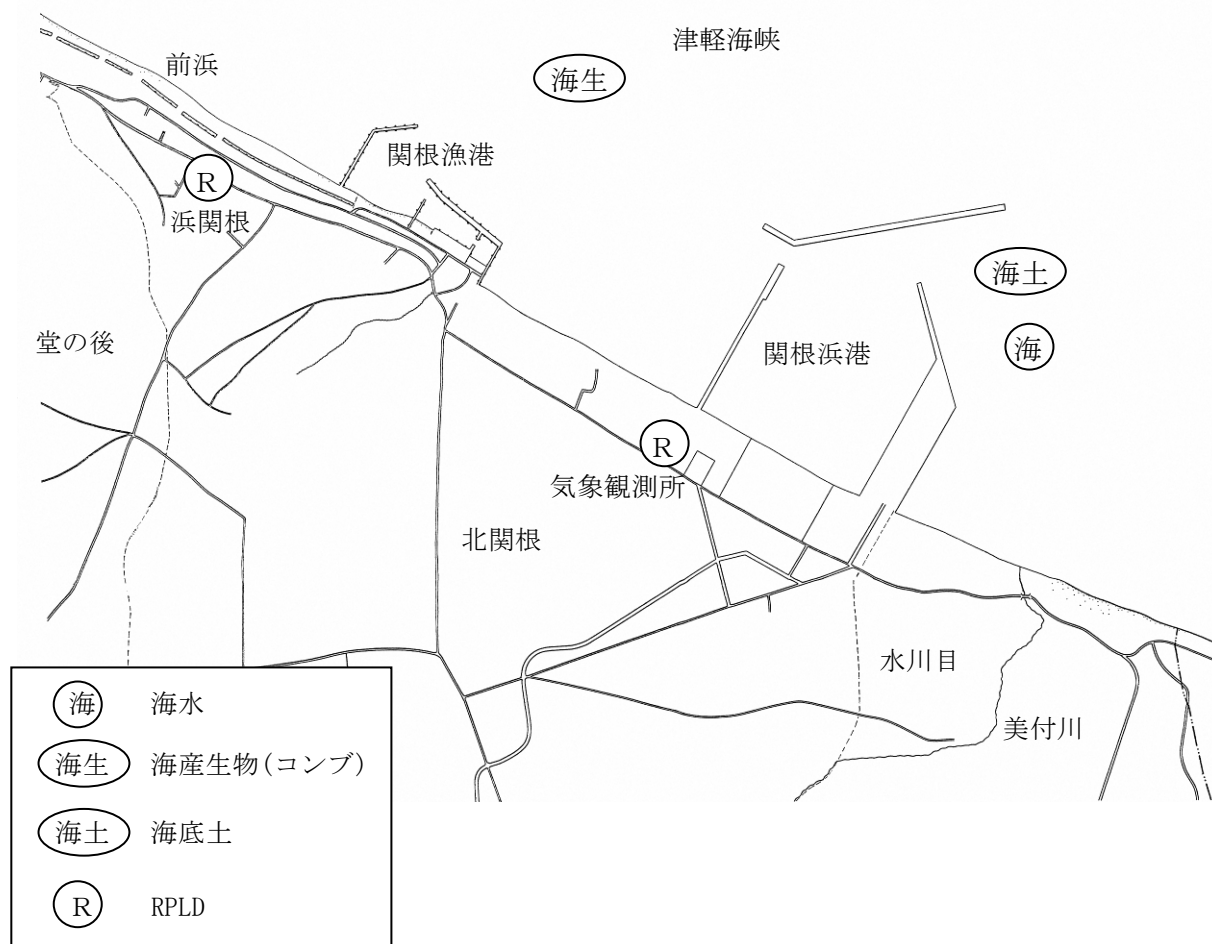 津軽海峡
前浜
海生
関根漁港
R
浜関根
海土
堂の後
海
関根浜港
R
気象観測所
北関根
水川目
美付川
海 海水
海生 海産生物(コンブ)
海土 海底土
R RPLD